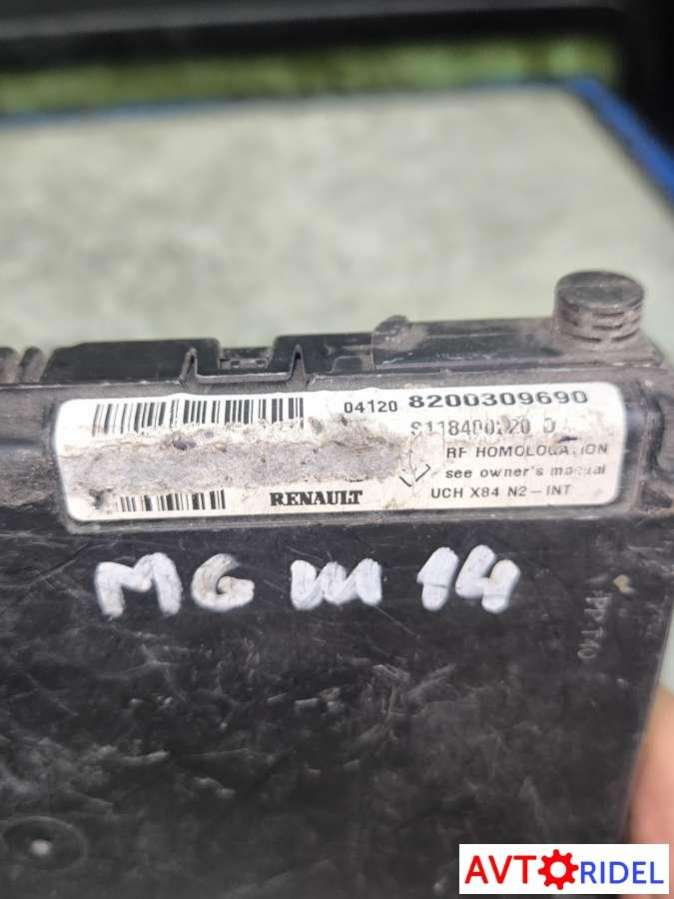 04120 8200309690
RF HOMOLOGATION
see owner's manual
RENAULT UCH X84 N2-INT
MG m 14
AVTORIDEL